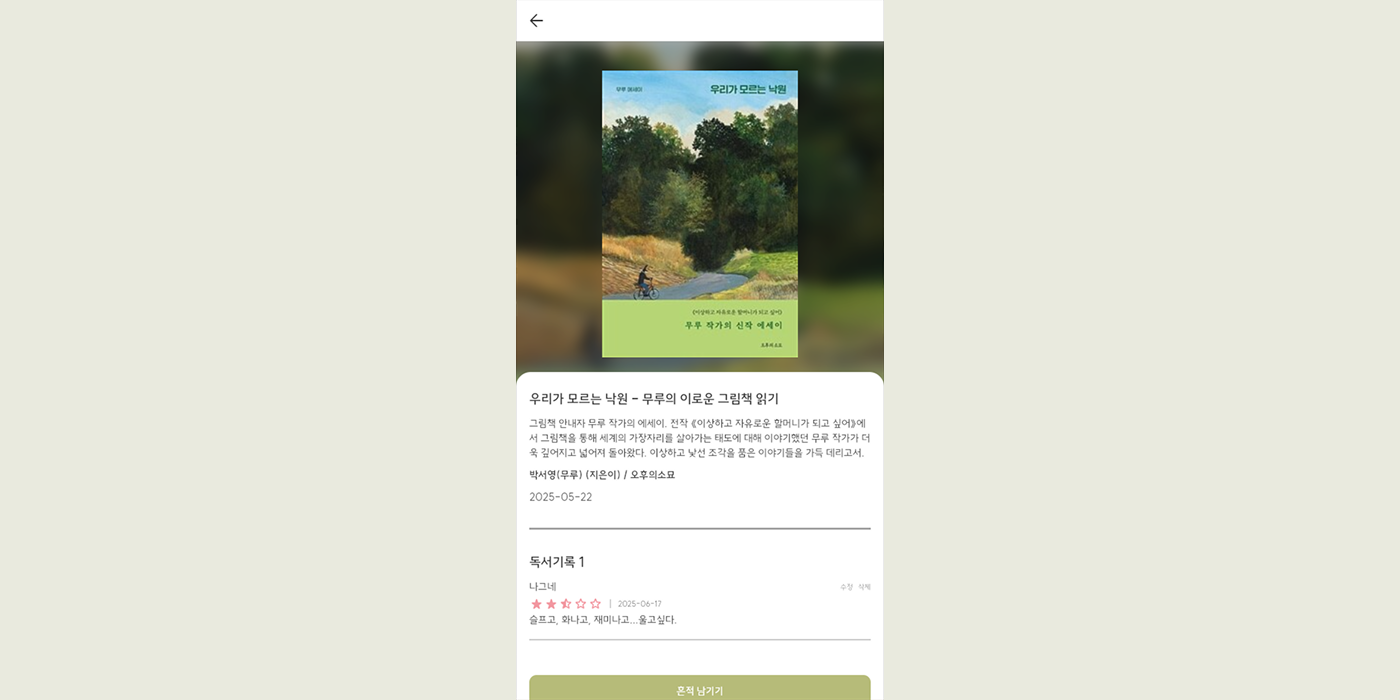 무루 에세이
우리가 모르는 낙원
《이상하고 자유로운 할머니가 되고 싶어》
무루 작가의 신작 에세이
오후의소묘
우리가 모르는 낙원 - 무루의 이로운 그림책 읽기
그림책 안내자 무루 작가의 에세이. 전작 《이상하고 자유로운 할머니가 되고 싶어》에
서 그림책을 통해 세계의 가장자리를 살아가는 태도에 대해 이야기했던 무루 작가가 더
욱 깊어지고 넓어져 돌아왔다. 이상하고 낯선 조각을 품은 이야기들을 가득 데리고서.
박서영(무루) (지은이) / 오후의소묘
2025-05-22
독서기록 1
나그네
수정 삭제
| 2025-06-17
슬프고, 화나고, 재미나고...울고싶다.
흔적 남기기